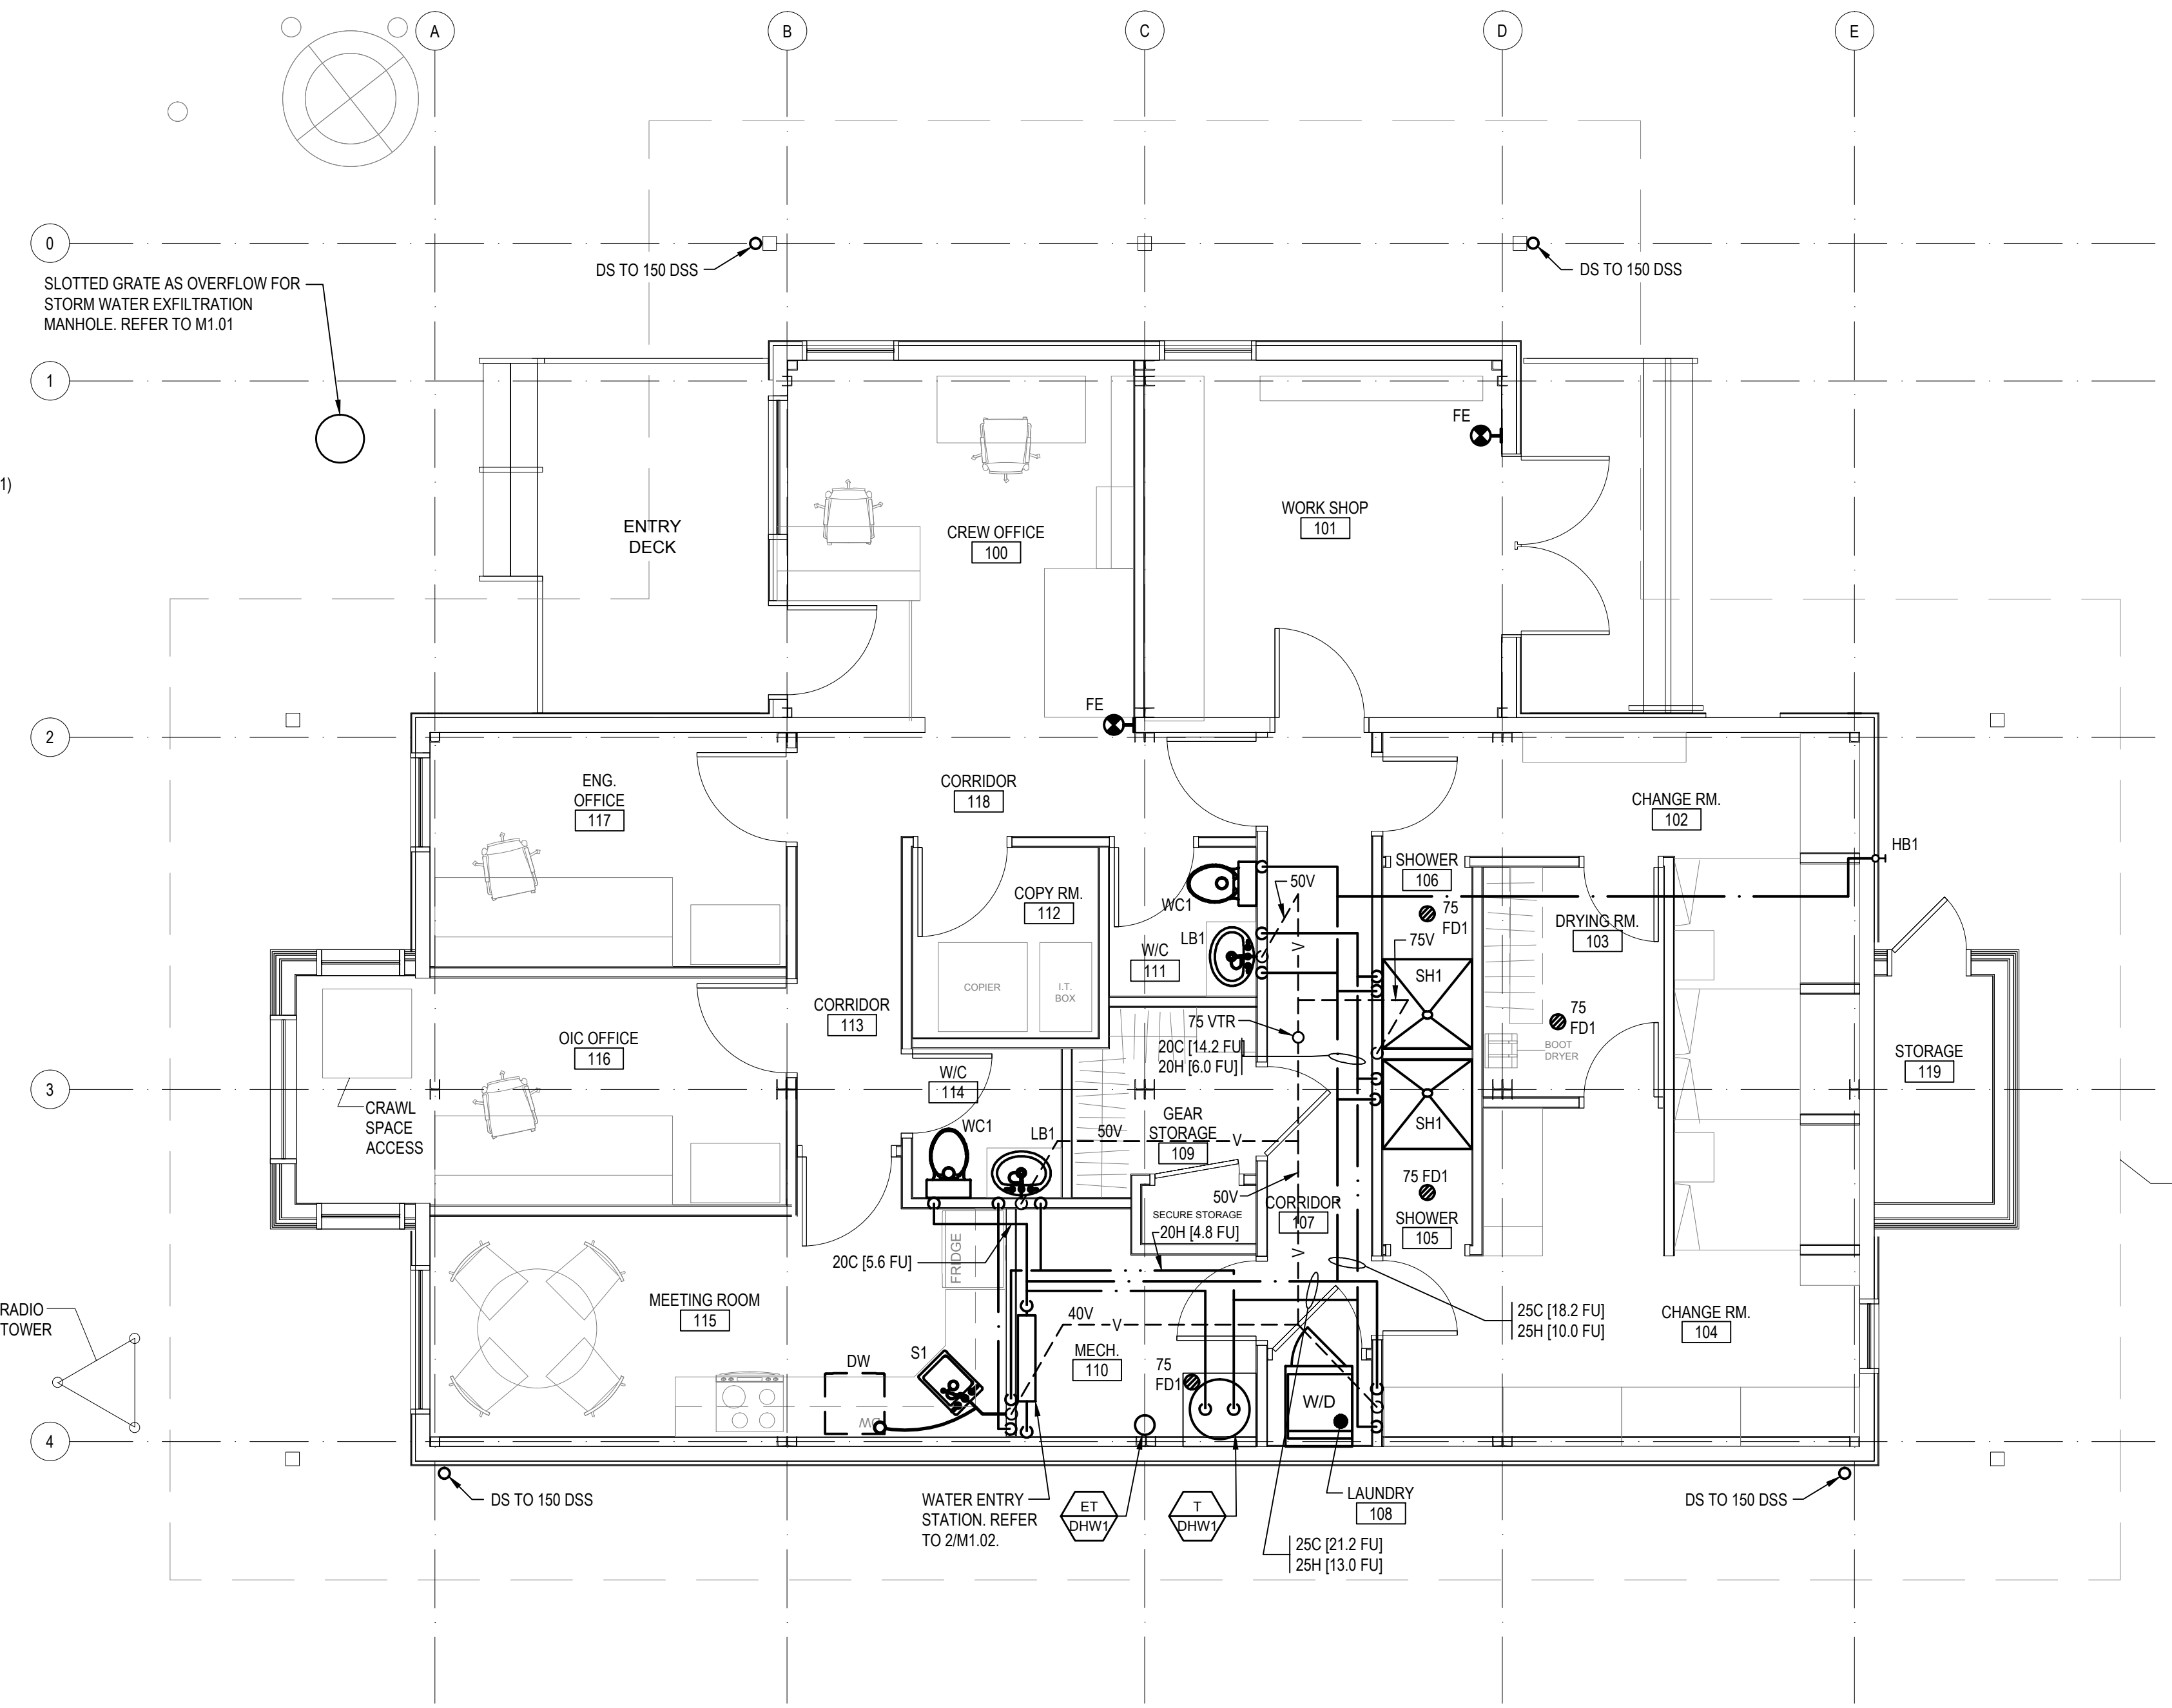 A
B
C
D
E
0
SLOTTED GRATE AS OVERFLOW FOR
STORM WATER EXFILTRATION
MANHOLE. REFER TO M1.01
DS TO 150 DSS
DS TO 150 DSS
1
1)
FE
ENTRY
DECK
CREW OFFICE
100
WORK SHOP
101
FE
2
ENG.
OFFICE
117
CORRIDOR
118
CHANGE RM.
102
HB1
COPY RM.
112
WC1
50V
SHOWER
106
75
FD1
DRYING RM.
103
LB1
V
75V
W/C
111
COPIER
I.T.
BOX
SH1
CORRIDOR
113
75 VTR
20C [14.2 FU]
20H [6.0 FU]
75
FD1
BOOT
DRYER
OIC OFFICE
116
STORAGE
119
3
CRAWL
SPACE
ACCESS
W/C
114
WC1
LB1
50V
GEAR
STORAGE
109
V
SH1
50V
75 FD1
CORRIDOR
107
SHOWER
105
SECURE STORAGE
20H [4.8 FU]
V
20C [5.6 FU]
FRIDGE
RADIO
TOWER
MEETING ROOM
115
40V
V
25C [18.2 FU]
25H [10.0 FU]
CHANGE RM.
104
S1
DW
DW
MECH.
110
75
FD1
W/D
4
DS TO 150 DSS
WATER ENTRY
STATION. REFER
TO 2/M1.02.
ET
DHW1
T
DHW1
LAUNDRY
108
DS TO 150 DSS
25C [21.2 FU]
25H [13.0 FU]